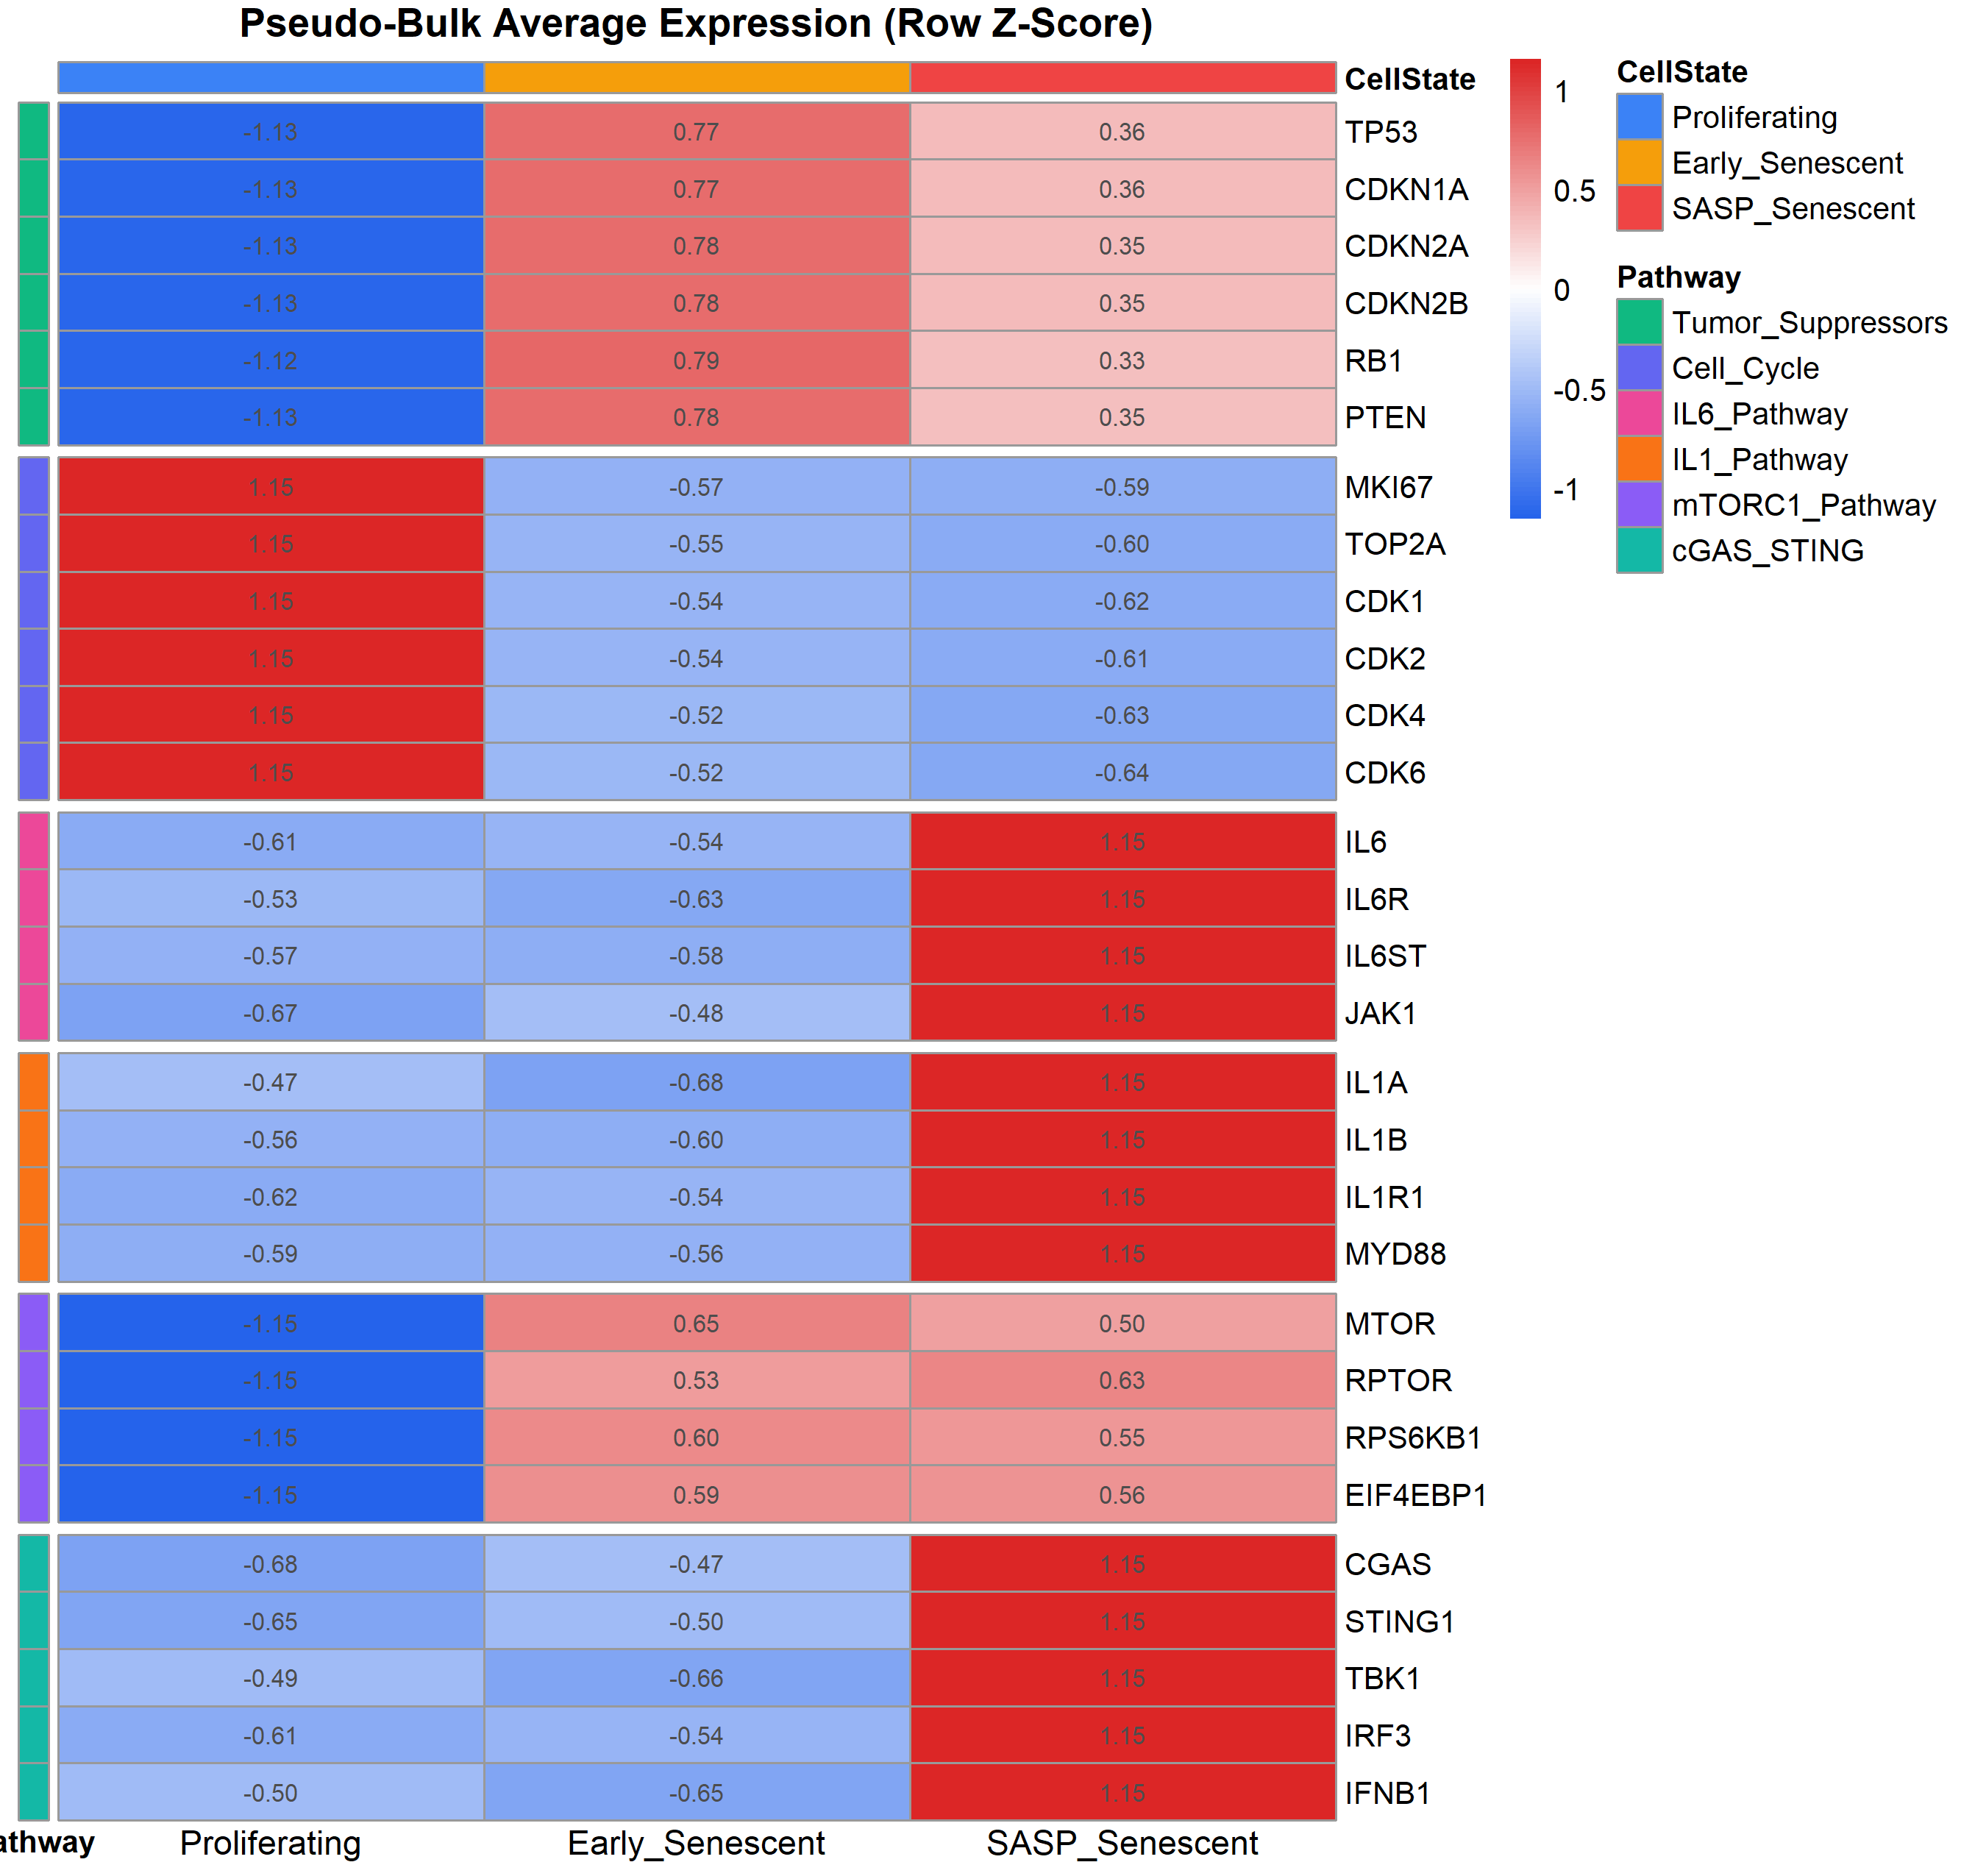 Pseudo-Bulk Average Expression (Row Z-Score)
CellState
-1.13 0.77 0.36 TP53
-1.13 0.77 0.36 CDKN1A
-1.13 0.78 0.35 CDKN2A
-1.13 0.78 0.35 CDKN2B
-1.12 0.79 0.33 RB1
-1.13 0.78 0.35 PTEN
1.15 -0.57 -0.59 MKI67
1.15 -0.55 -0.60 TOP2A
1.15 -0.54 -0.62 CDK1
1.15 -0.54 -0.61 CDK2
1.15 -0.52 -0.63 CDK4
1.15 -0.52 -0.64 CDK6
-0.61 -0.54 1.15 IL6
-0.53 -0.63 1.15 IL6R
-0.57 -0.58 1.15 IL6ST
-0.67 -0.48 1.15 JAK1
-0.47 -0.68 1.15 IL1A
-0.56 -0.60 1.15 IL1B
-0.62 -0.54 1.15 IL1R1
-0.59 -0.56 1.15 MYD88
-1.15 0.65 0.50 MTOR
-1.15 0.53 0.63 RPTOR
-1.15 0.60 0.55 RPS6KB1
-1.15 0.59 0.56 EIF4EBP1
-0.68 -0.47 1.15 CGAS
-0.65 -0.50 1.15 STING1
-0.49 -0.66 1.15 TBK1
-0.61 -0.54 1.15 IRF3
-0.50 -0.65 1.15 IFNB1
athway Proliferating Early_Senescent SASP_Senescent
1
0.5
0
-0.5
-1
CellState
Proliferating
Early_Senescent
SASP_Senescent
Pathway
Tumor_Suppressors
Cell_Cycle
IL6_Pathway
IL1_Pathway
mTORC1_Pathway
cGAS_STING